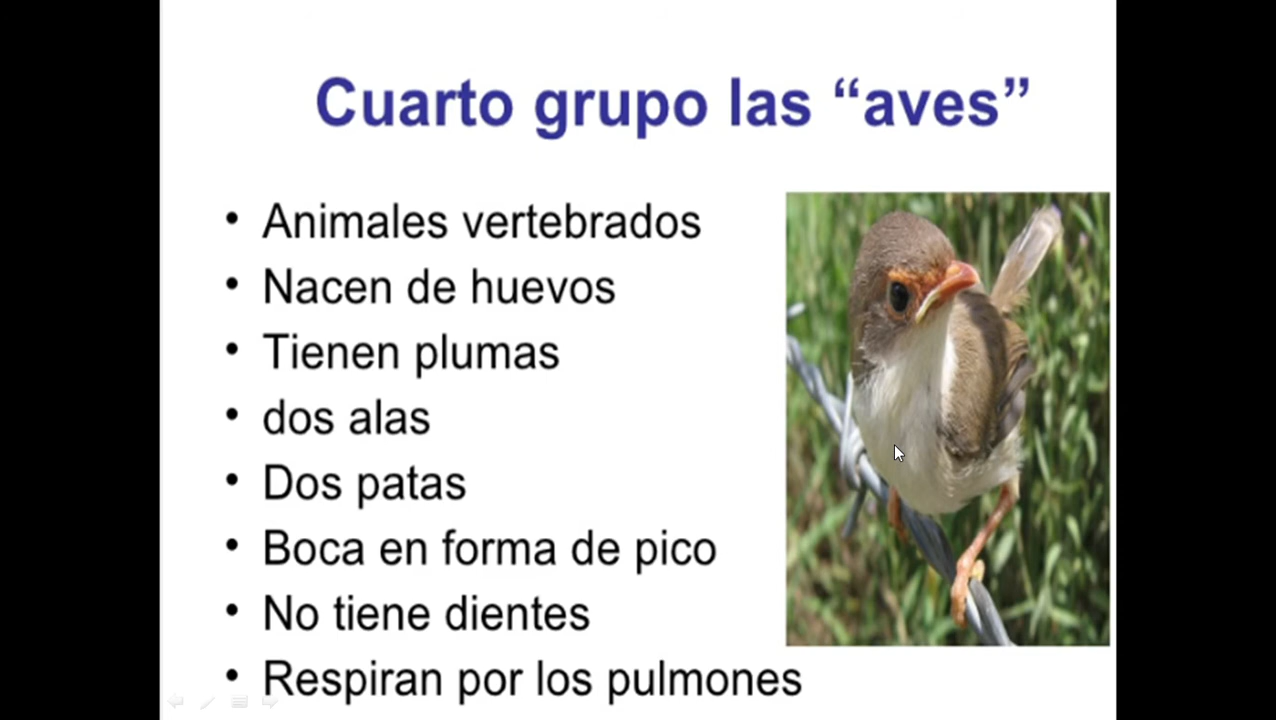 Cuarto grupo las “aves”
• Animales vertebrados
• Nacen de huevos
• Tienen plumas
• dos alas
• Dos patas
• Boca en forma de pico
• No tiene dientes
• Respiran por los pulmones